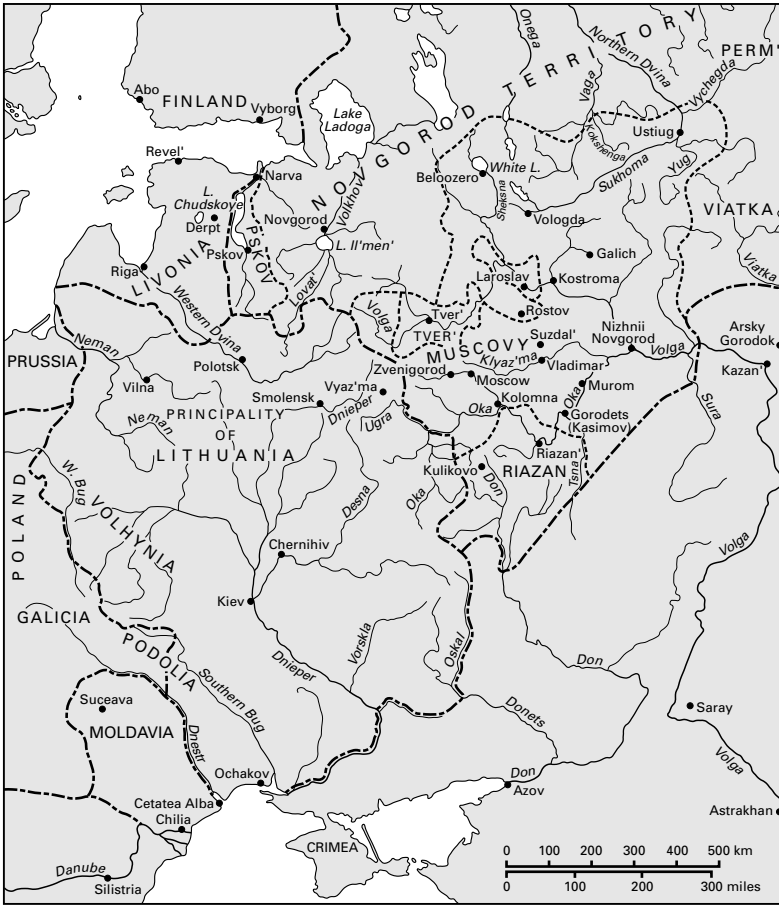 Onega
Northern Dvina
PERM'
Vychegda
NOVGOROD TERRITORY
Vaga
Abo
FINLAND
Vyborg
Lake
Ladoga
Kokshenga
Ustiug
Revel'
Narva
White L.
Beloozero
Sukhoma
Yug
L.
Chudskoye
Derpt
Novgorod
Volkhov
Sheksna
Vologda
VIATKA
LIVONIA
PSKOV
Pskov
L. Il'men'
Galich
Riga
Lovat'
Iaroslav
Kostroma
Viatka
Western Dvina
Volga
Tver'
TVER'
Rostov
Suzdal'
Nizhnii
Novgorod
Arsky
Gorodok
Neman
PRUSSIA
Polotsk
MUSCOVY
Klyaz'ma
Vladimar
Volga
Kazan'
Vilna
Zvenigorod
Moscow
Murom
Smolensk
Vyaz'ma
Dnieper
Kolomna
Oka
Oka
Gorodets
(Kasimov)
Sura
PRINCIPALITY
OF
LITHUANIA
Neman
Ugra
Riazan'
RIAZAN
Tsna
Kulikovo
Don
W. Bug
POLAND
VOLHYNIA
Desna
Oka
Chernihiv
Volga
Kiev
GALICIA
PODOLIA
Southern Bug
Dnieper
Vorskla
Oskal
Don
Suceava
MOLDAVIA
Dnestr
Donets
Saray
Ochakov
Don
Azov
Volga
Cetatea Alba
Chilia
Astrakhan
CRIMEA
Danube
Silistria
0 100 200 300 400 500 km
0 100 200 300 miles